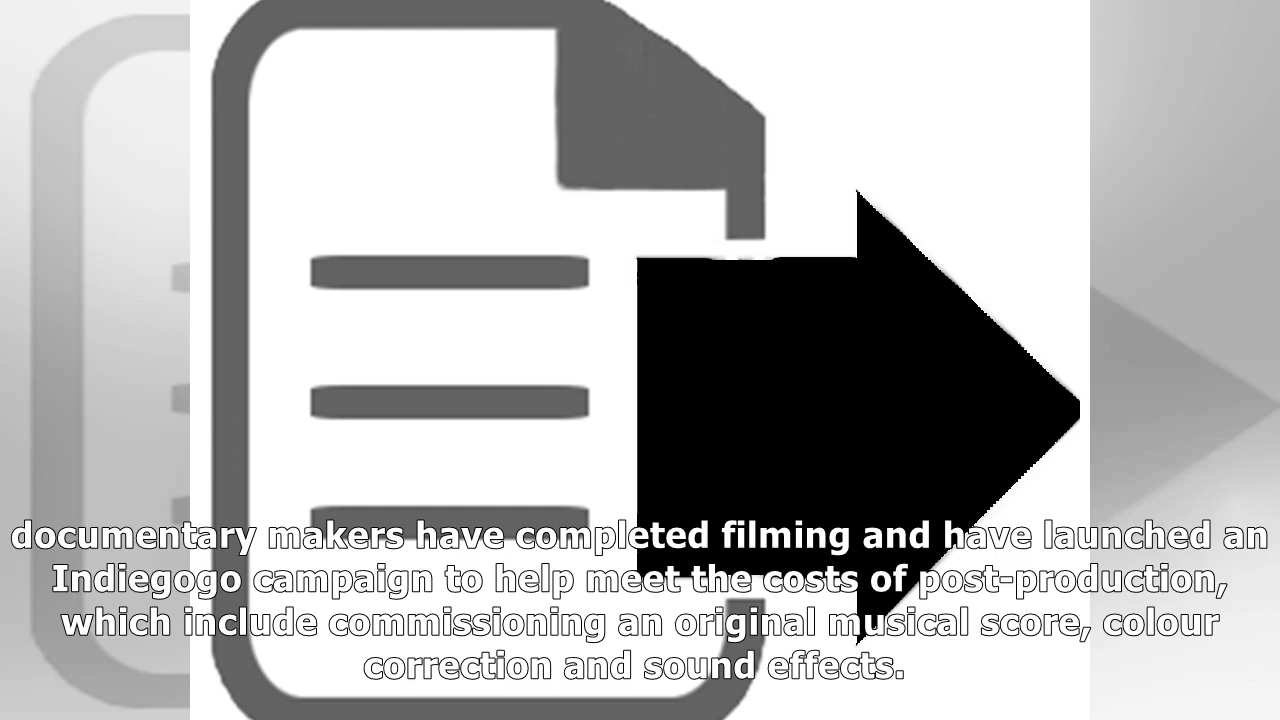 documentary makers have completed filming and have launched an
Indiegogo campaign to help meet the costs of post-production,
which include commissioning an original musical score, colour
correction and sound effects.